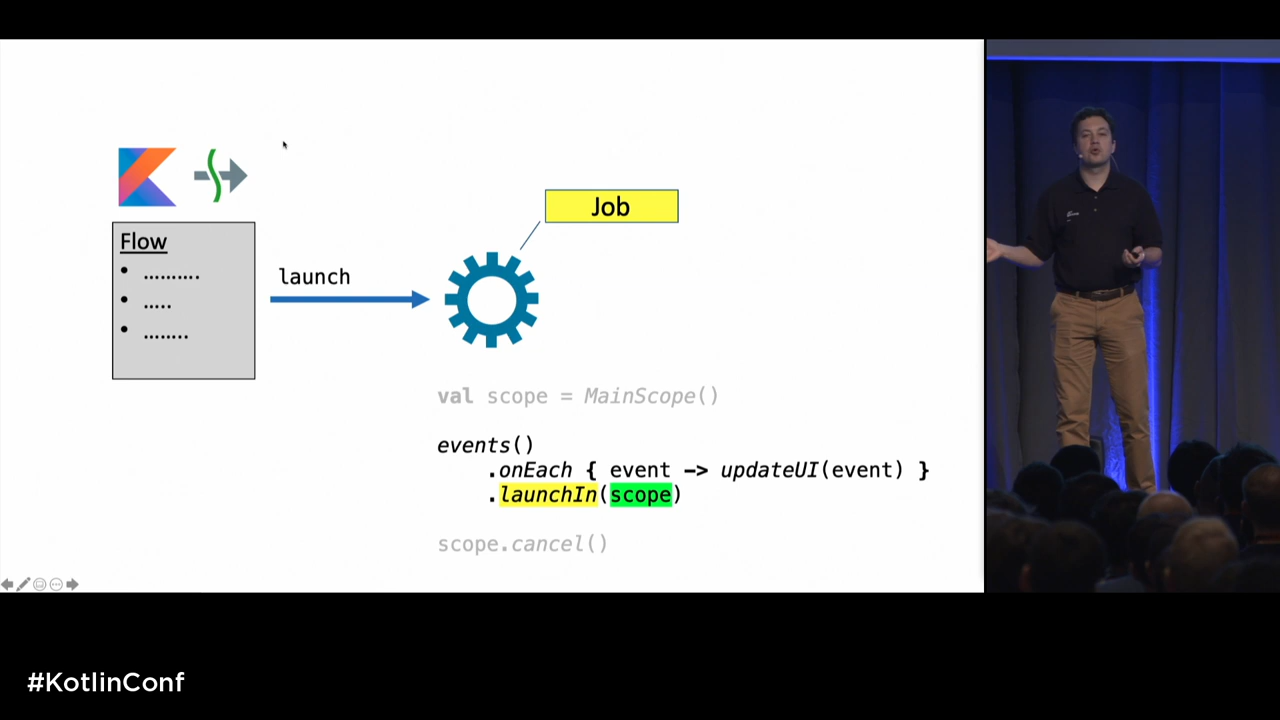 Job
Flow
• ..........
launch
• .....
• ........
val scope = MainScope()
events()
.onEach { event -> updateUI(event) }
.launchIn(scope)
scope.cancel()
#KotlinConf